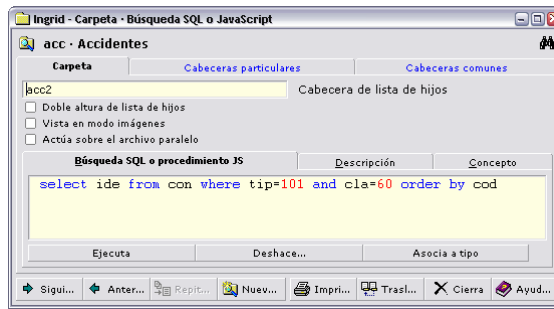 Ingrid - Carpeta · Búsqueda SQL o JavaScript
acc · Accidentes
Carpeta Cabeceras particulares Cabeceras comunes
acc2 Cabecera de lista de hijos
Doble altura de lista de hijos
Vista en modo imágenes
Actúa sobre el archivo paralelo
Búsqueda SQL o procedimiento JS Descripción Concepto
select ide from con where tip=101 and cla=60 order by cod
Ejecuta Deshace... Asocia a tipo
Sigui... Anter... Repit... Nuev... Impri... Trasl... Cierra Ayud...